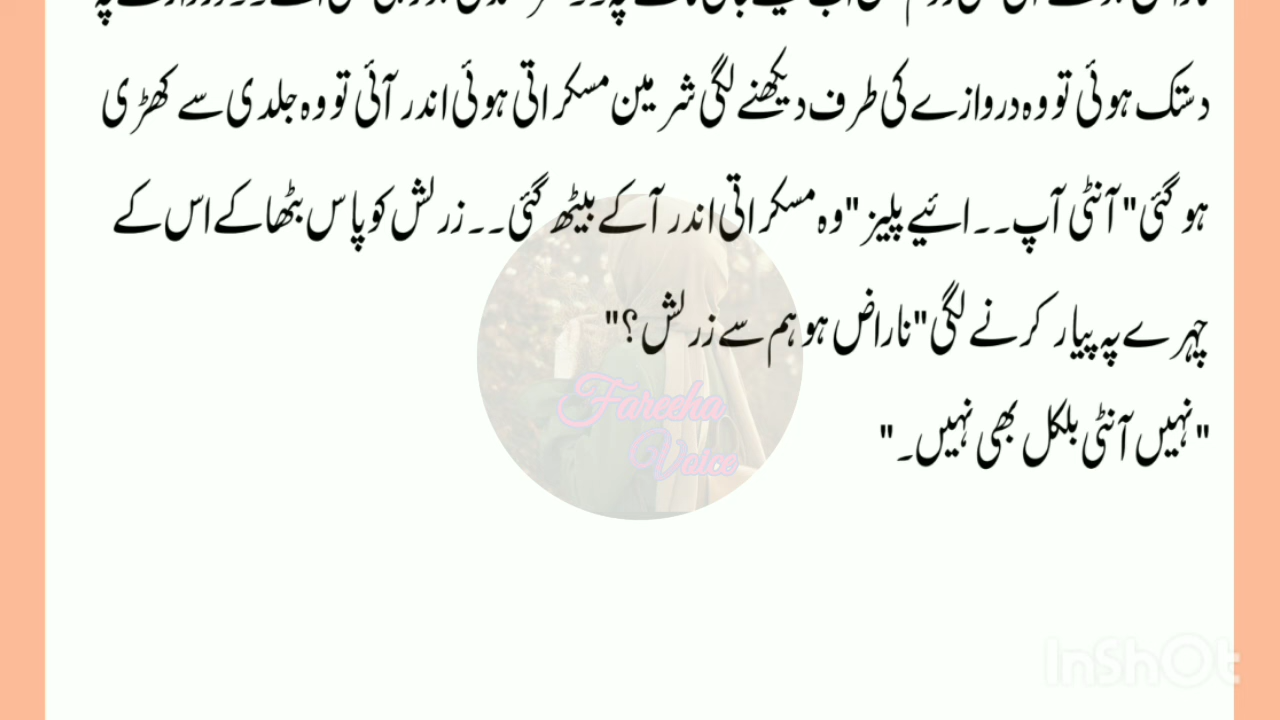 دستک ہوئی تو وہ دروازے کی طرف دیکھنے لگی شرمین مسکراتی ہوئی اندر آئی تو وہ جلدی سے کھڑی
ہو گئی" آنٹی آپ۔۔ ائیے پلیز "وہ مسکراتی اندر آ کے بیٹھ گئی۔۔ زرلش کو پاس بٹھا کے اس کے
چہرے پہ پیار کرنے لگی "ناراض ہو ہم سے زرلش؟"
"نہیں آنٹی بلکل بھی نہیں۔"
Fareeha
Voice
InShOt